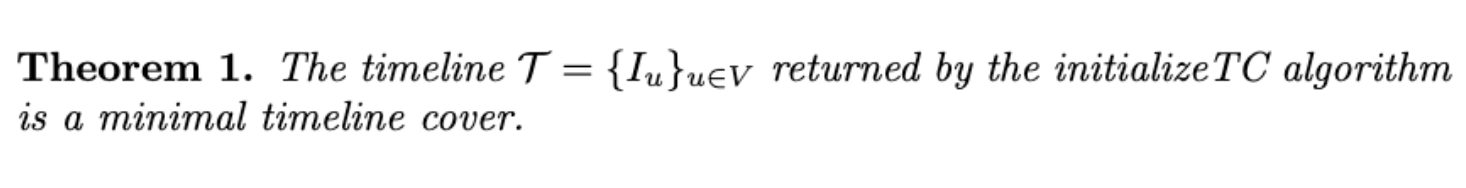 Theorem 1. The timeline 𝒯 = {I_u}_{u∈V} returned by the initializeTC algorithm
is a minimal timeline cover.